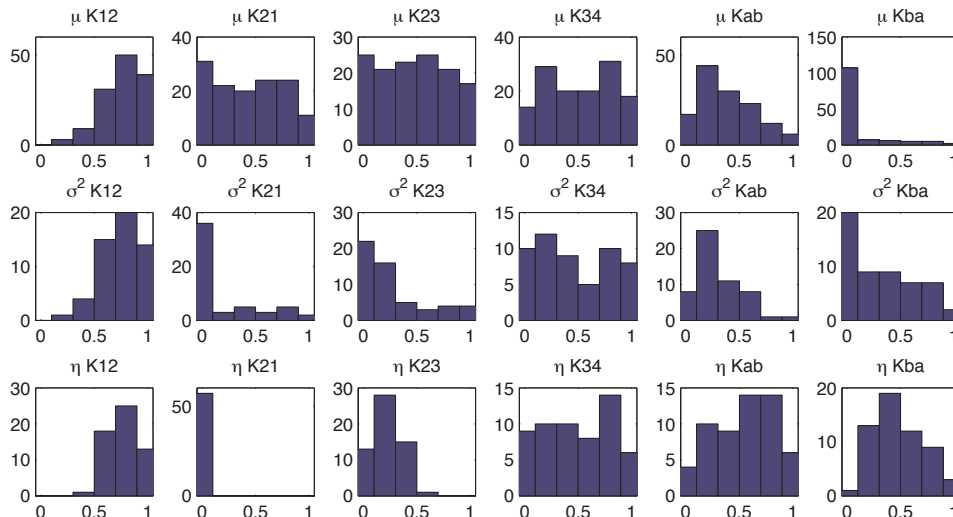 μ K12 μ K21 μ K23 μ K34 μ Kab μ Kba
50 0 40 20 0 30 20 10 0 40 20 0 50 0 150 100 50 0
0 0.5 1 0 0.5 1 0 0.5 1 0 0.5 1 0 0.5 1 0 0.5 1
σ² K12 σ² K21 σ² K23 σ² K34 σ² Kab σ² Kba
20 10 0 40 20 0 30 20 10 0 15 10 5 0 30 20 10 0 20 10 0
0 0.5 1 0 0.5 1 0 0.5 1 0 0.5 1 0 0.5 1 0 0.5 1
η K12 η K21 η K23 η K34 η Kab η Kba
30 20 10 0 50 0 30 20 10 0 15 10 5 0 15 10 5 0 20 10 0
0 0.5 1 0 0.5 1 0 0.5 1 0 0.5 1 0 0.5 1 0 0.5 1